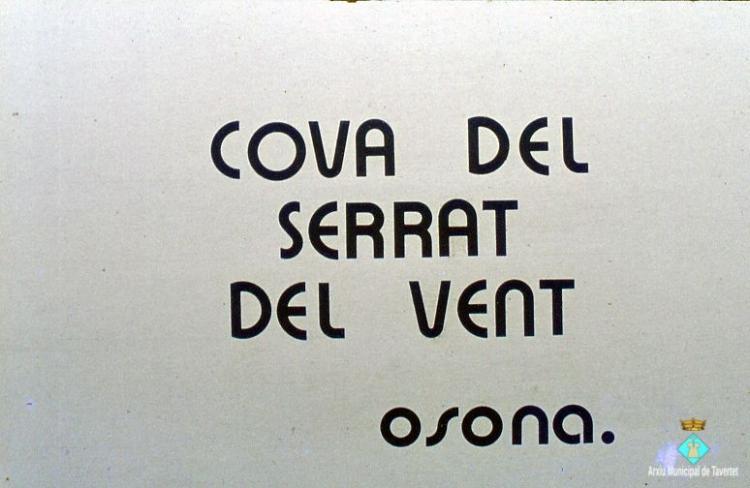 COVA DEL
SERRAT
DEL VENT
osona.
Arxiu Municipal de Tavertet